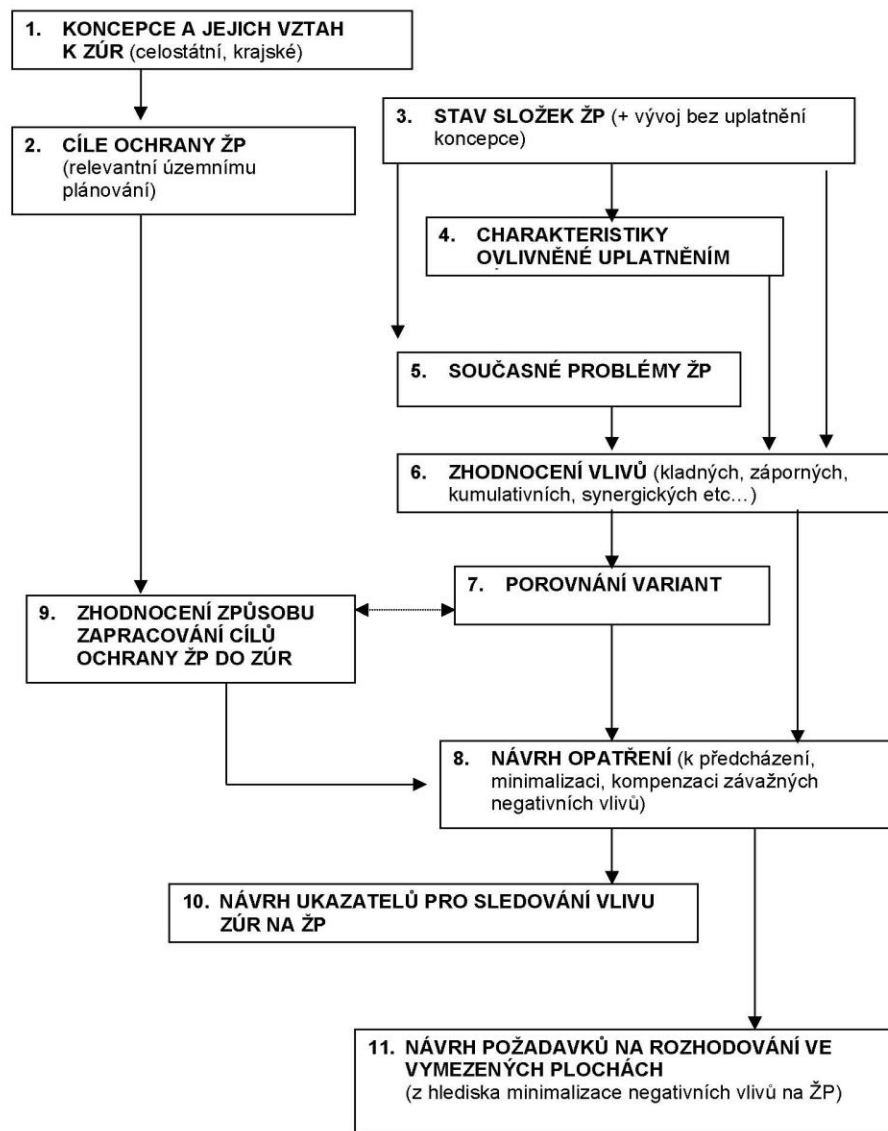 1. KONCEPCE A JEJICH VZTAH
K ZÚR (celostátní, krajské)
2. CÍLE OCHRANY ŽP
(relevantní územnímu
plánování)
3. STAV SLOŽEK ŽP (+ vývoj bez uplatnění
koncepce)
4. CHARAKTERISTIKY
OVLIVNĚNÉ UPLATNĚNÍM
5. SOUČASNÉ PROBLÉMY ŽP
6. ZHODNOCENÍ VLIVŮ (kladných, záporných,
kumulativních, synergických etc…)
7. POROVNÁNÍ VARIANT
9. ZHODNOCENÍ ZPŮSOBU
ZAPRACOVÁNÍ CÍLŮ
OCHRANY ŽP DO ZÚR
8. NÁVRH OPATŘENÍ (k předcházení,
minimalizaci, kompenzaci závažných
negativních vlivů)
10. NÁVRH UKAZATELŮ PRO SLEDOVÁNÍ VLIVU
ZÚR NA ŽP
11. NÁVRH POŽADAVKŮ NA ROZHODOVÁNÍ VE
VYMEZENÝCH PLOCHÁCH
(z hlediska minimalizace negativních vlivů na ŽP)